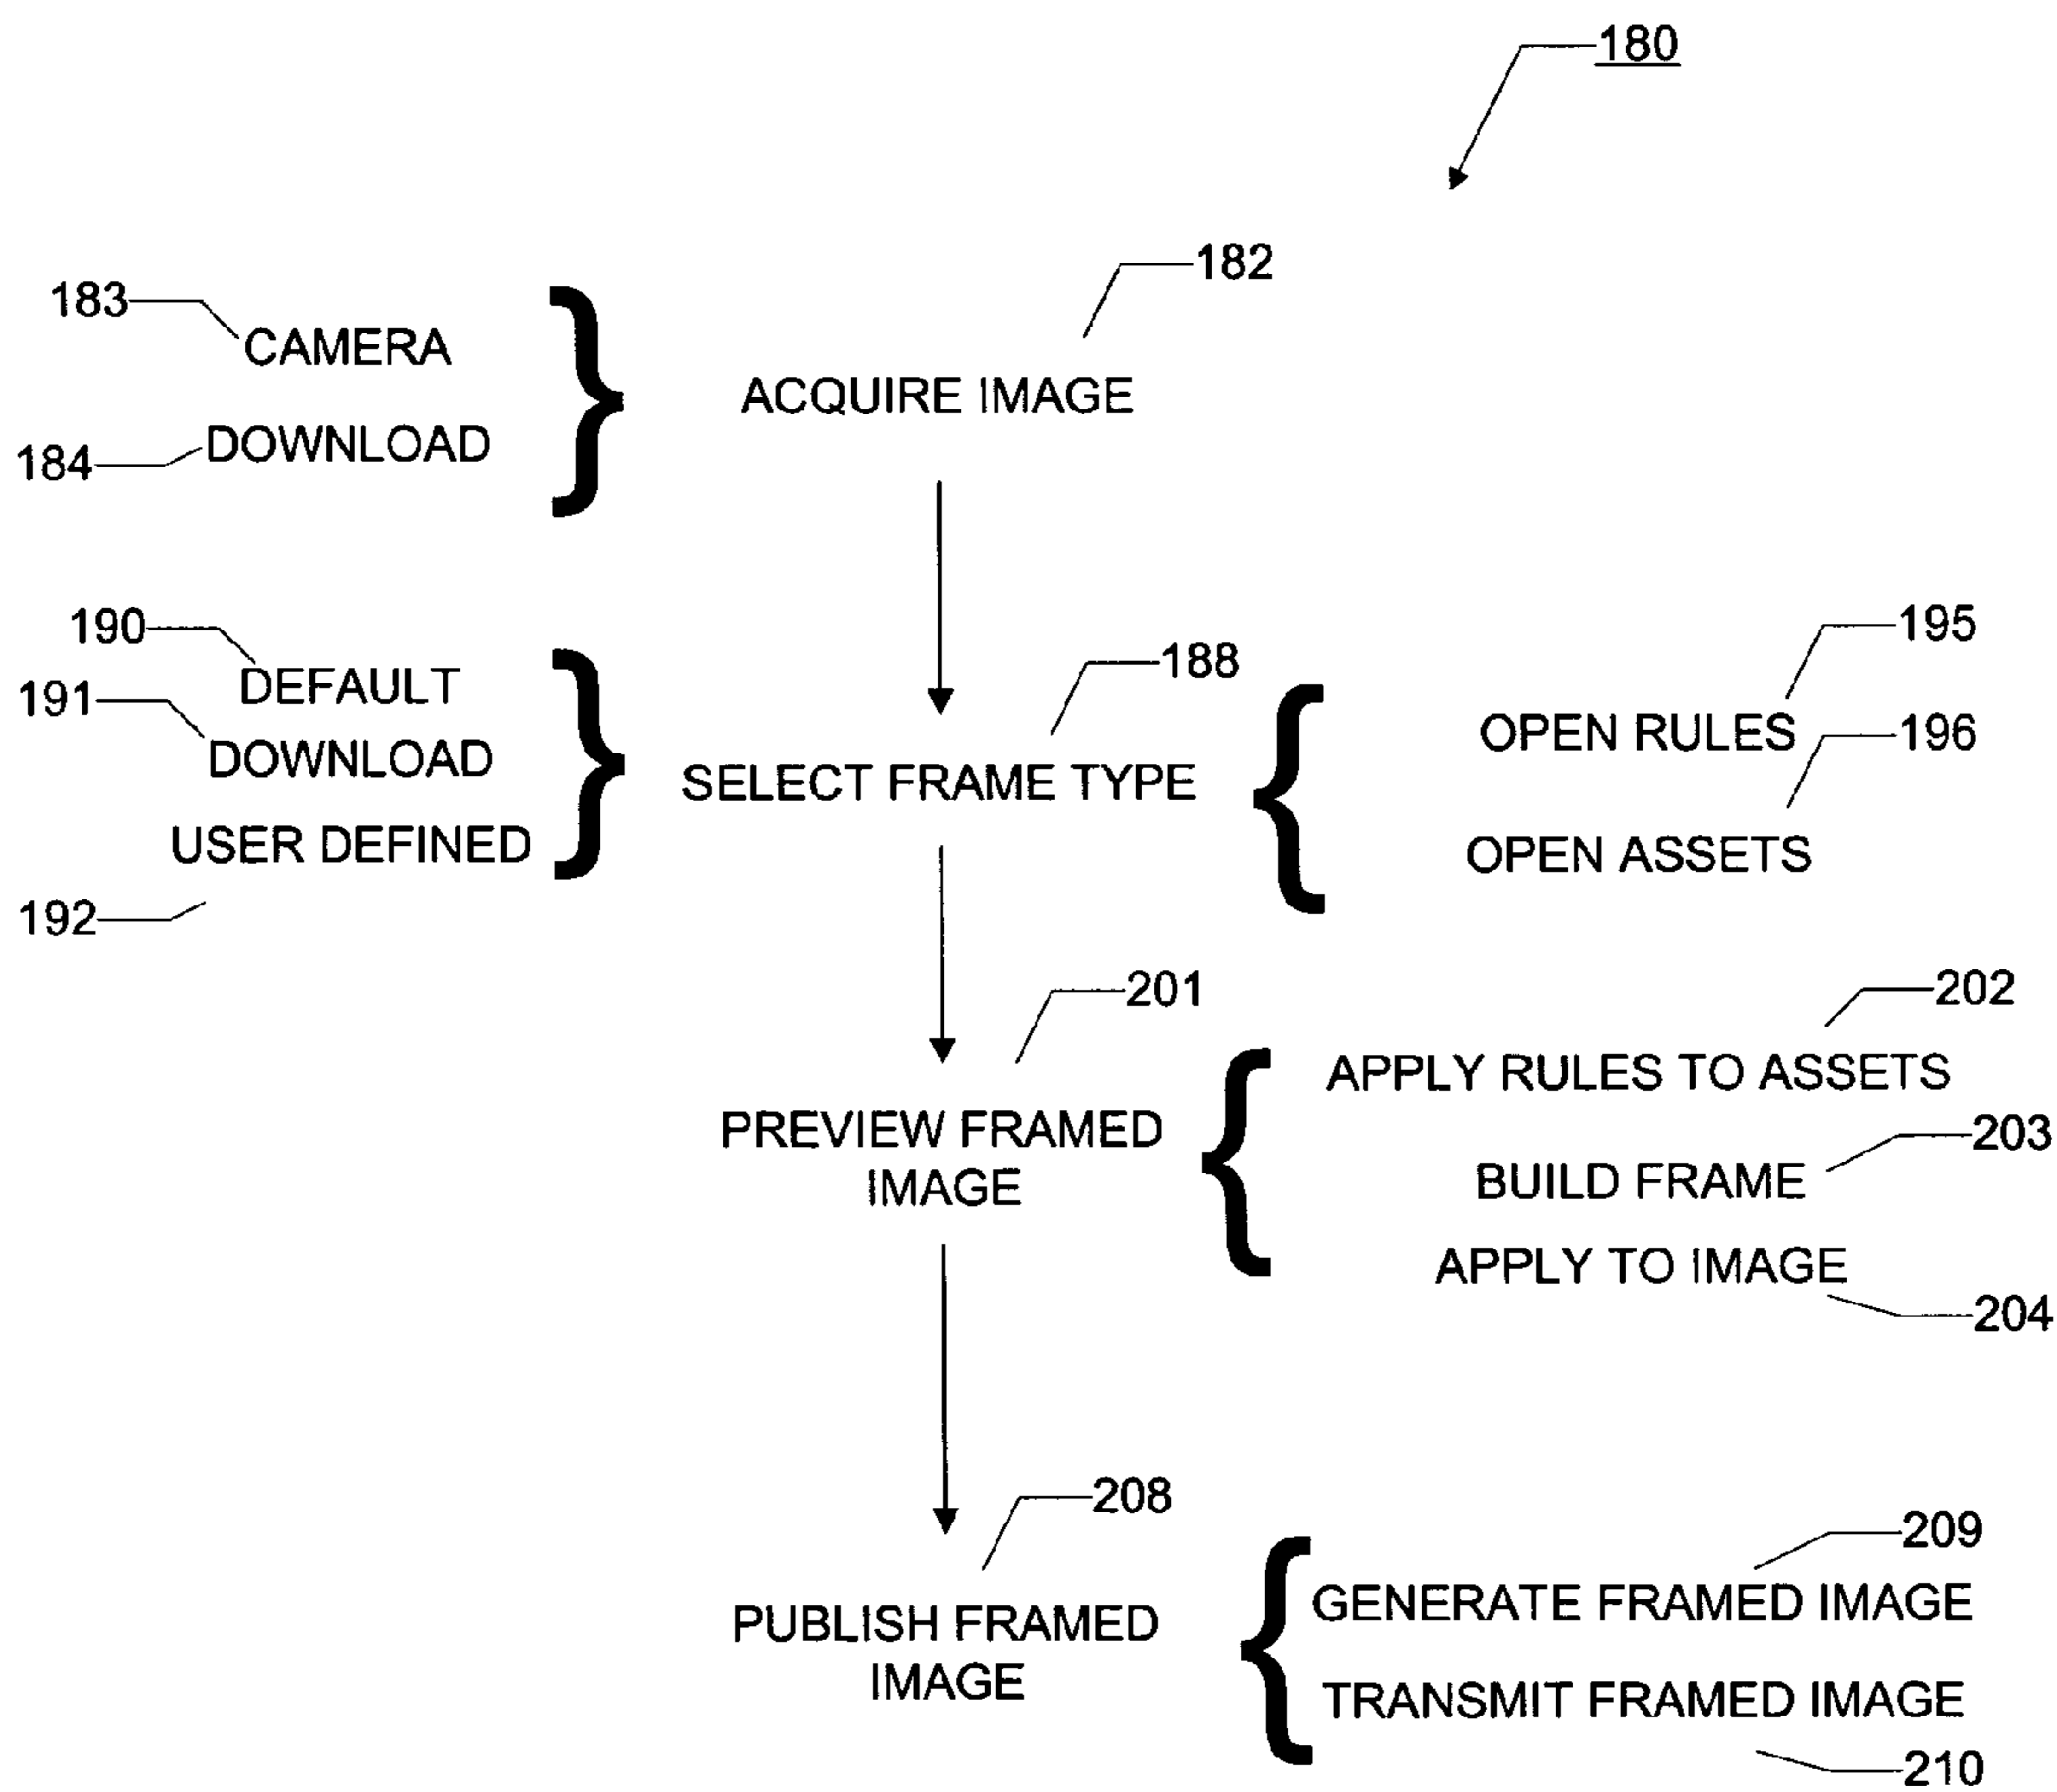 180
182
183
CAMERA
ACQUIRE IMAGE
184
DOWNLOAD
190
DEFAULT
191
DOWNLOAD
USER DEFINED
192
188
SELECT FRAME TYPE
195
OPEN RULES
196
OPEN ASSETS
201
PREVIEW FRAMED
IMAGE
202
APPLY RULES TO ASSETS
203
BUILD FRAME
APPLY TO IMAGE
204
208
PUBLISH FRAMED
IMAGE
209
GENERATE FRAMED IMAGE
TRANSMIT FRAMED IMAGE
210